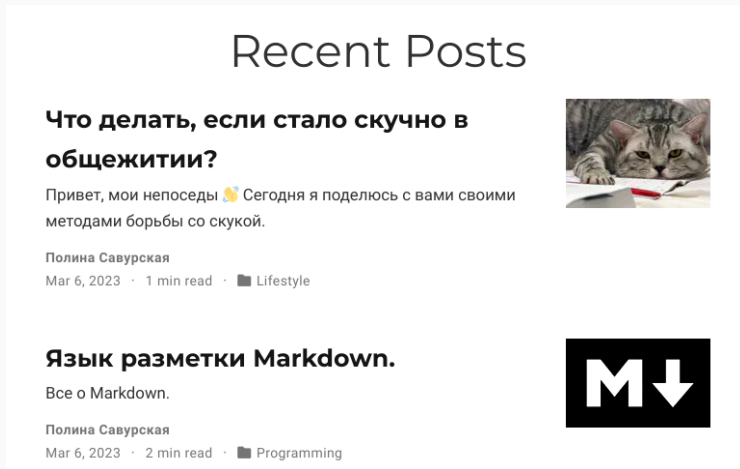 Recent Posts
Что делать, если стало скучно в
общежитии?
Привет, мои непоседы 👋 Сегодня я поделюсь с вами своими
методами борьбы со скукой.
Полина Савурская
Mar 6, 2023 · 1 min read · Lifestyle
Язык разметки Markdown.
Все о Markdown.
M
Полина Савурская
Mar 6, 2023 · 2 min read · Programming